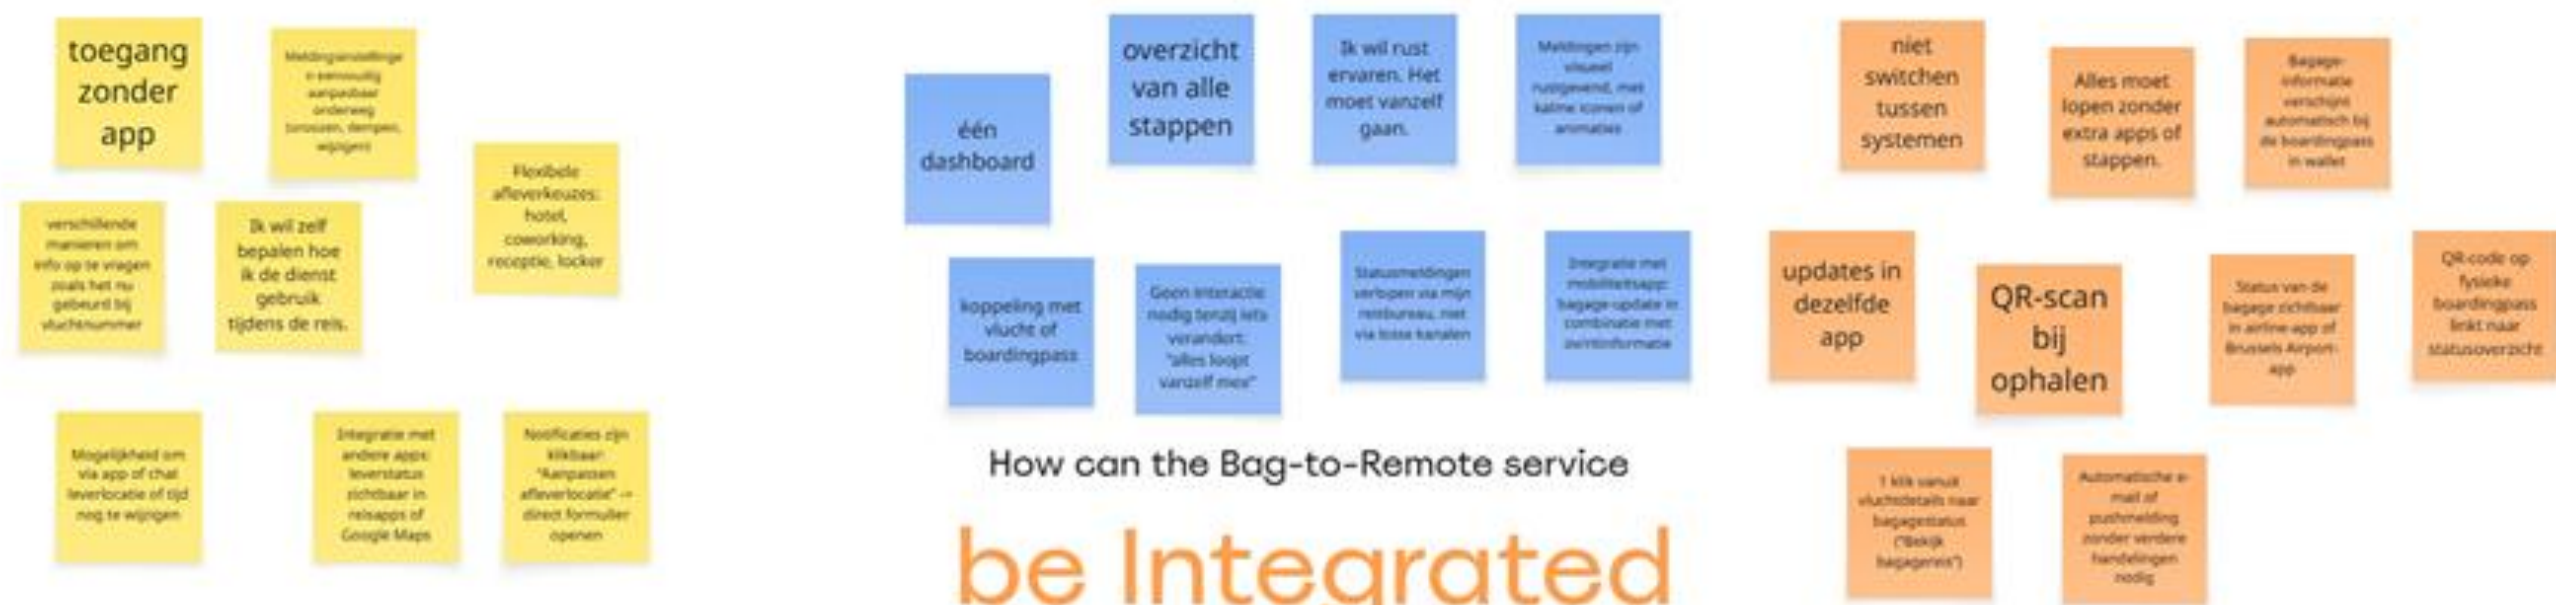 toegang
zonder
app
Meldingsinstellinge
n eenvoudig
aanpasbaar
onderweg
(pauzen, dempen,
wijzigen)
Flexibele
afleverkeuzes:
hotel,
coworking,
receptie, locker
verschillende
manieren om
info op te vragen
zoals het nu
gebeurd bij
vluchtnummer
Ik wil zelf
bepalen hoe
ik de dienst
gebruik
tijdens de reis.
Mogelijkheid om
via app of chat
leverlocatie of tijd
nog te wijzigen
Integratie met
andere apps:
leverstatus
zichtbaar in
reisapps of
Google Maps
Notificaties zijn
klikbaar:
"Aanpassen
afleverlocatie" ->
direct formulier
openen
één
dashboard
overzicht
van alle
stappen
Ik wil rust
ervaren. Het
moet vanzelf
gaan.
Meldingen zijn
visueel
rustgevend, met
kalme iconen of
animaties
koppeling met
vlucht of
boardingpass
Geen interactie
nodig tenzij iets
verandert:
"alles loopt
vanzelf mee"
Statusmeldingen
verlopen via mijn
reisbureau, niet
via losse kanalen
Integratie met
mobiliteitsapp:
bagage-update in
combinatie met
How can the Bag-to-Remote service
be Integrated
niet
switchen
tussen
systemen
Alles moet
lopen zonder
extra apps of
stappen.
Bagage-
informatie
verschijnt
automatisch bij
de boardingpass
in wallet
updates in
dezelfde
app
QR-scan
bij
ophalen
Status van de
bagage zichtbaar
in airline-app of
Brussels Airport-
app
QR-code op
fysieke
boardingpass
linkt naar
statusoverzicht
1 klik vanuit
vluchtdetails naar
bagagestatus
("Bekijk
bagagereis")
Automatische e-
mail of
pushmelding
zonder verdere
handelingen
nodig